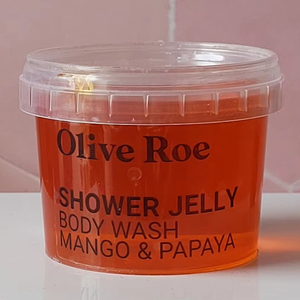 Olive Roe
SHOWER JELLY
BODY WASH
MANGO & PAPAYA